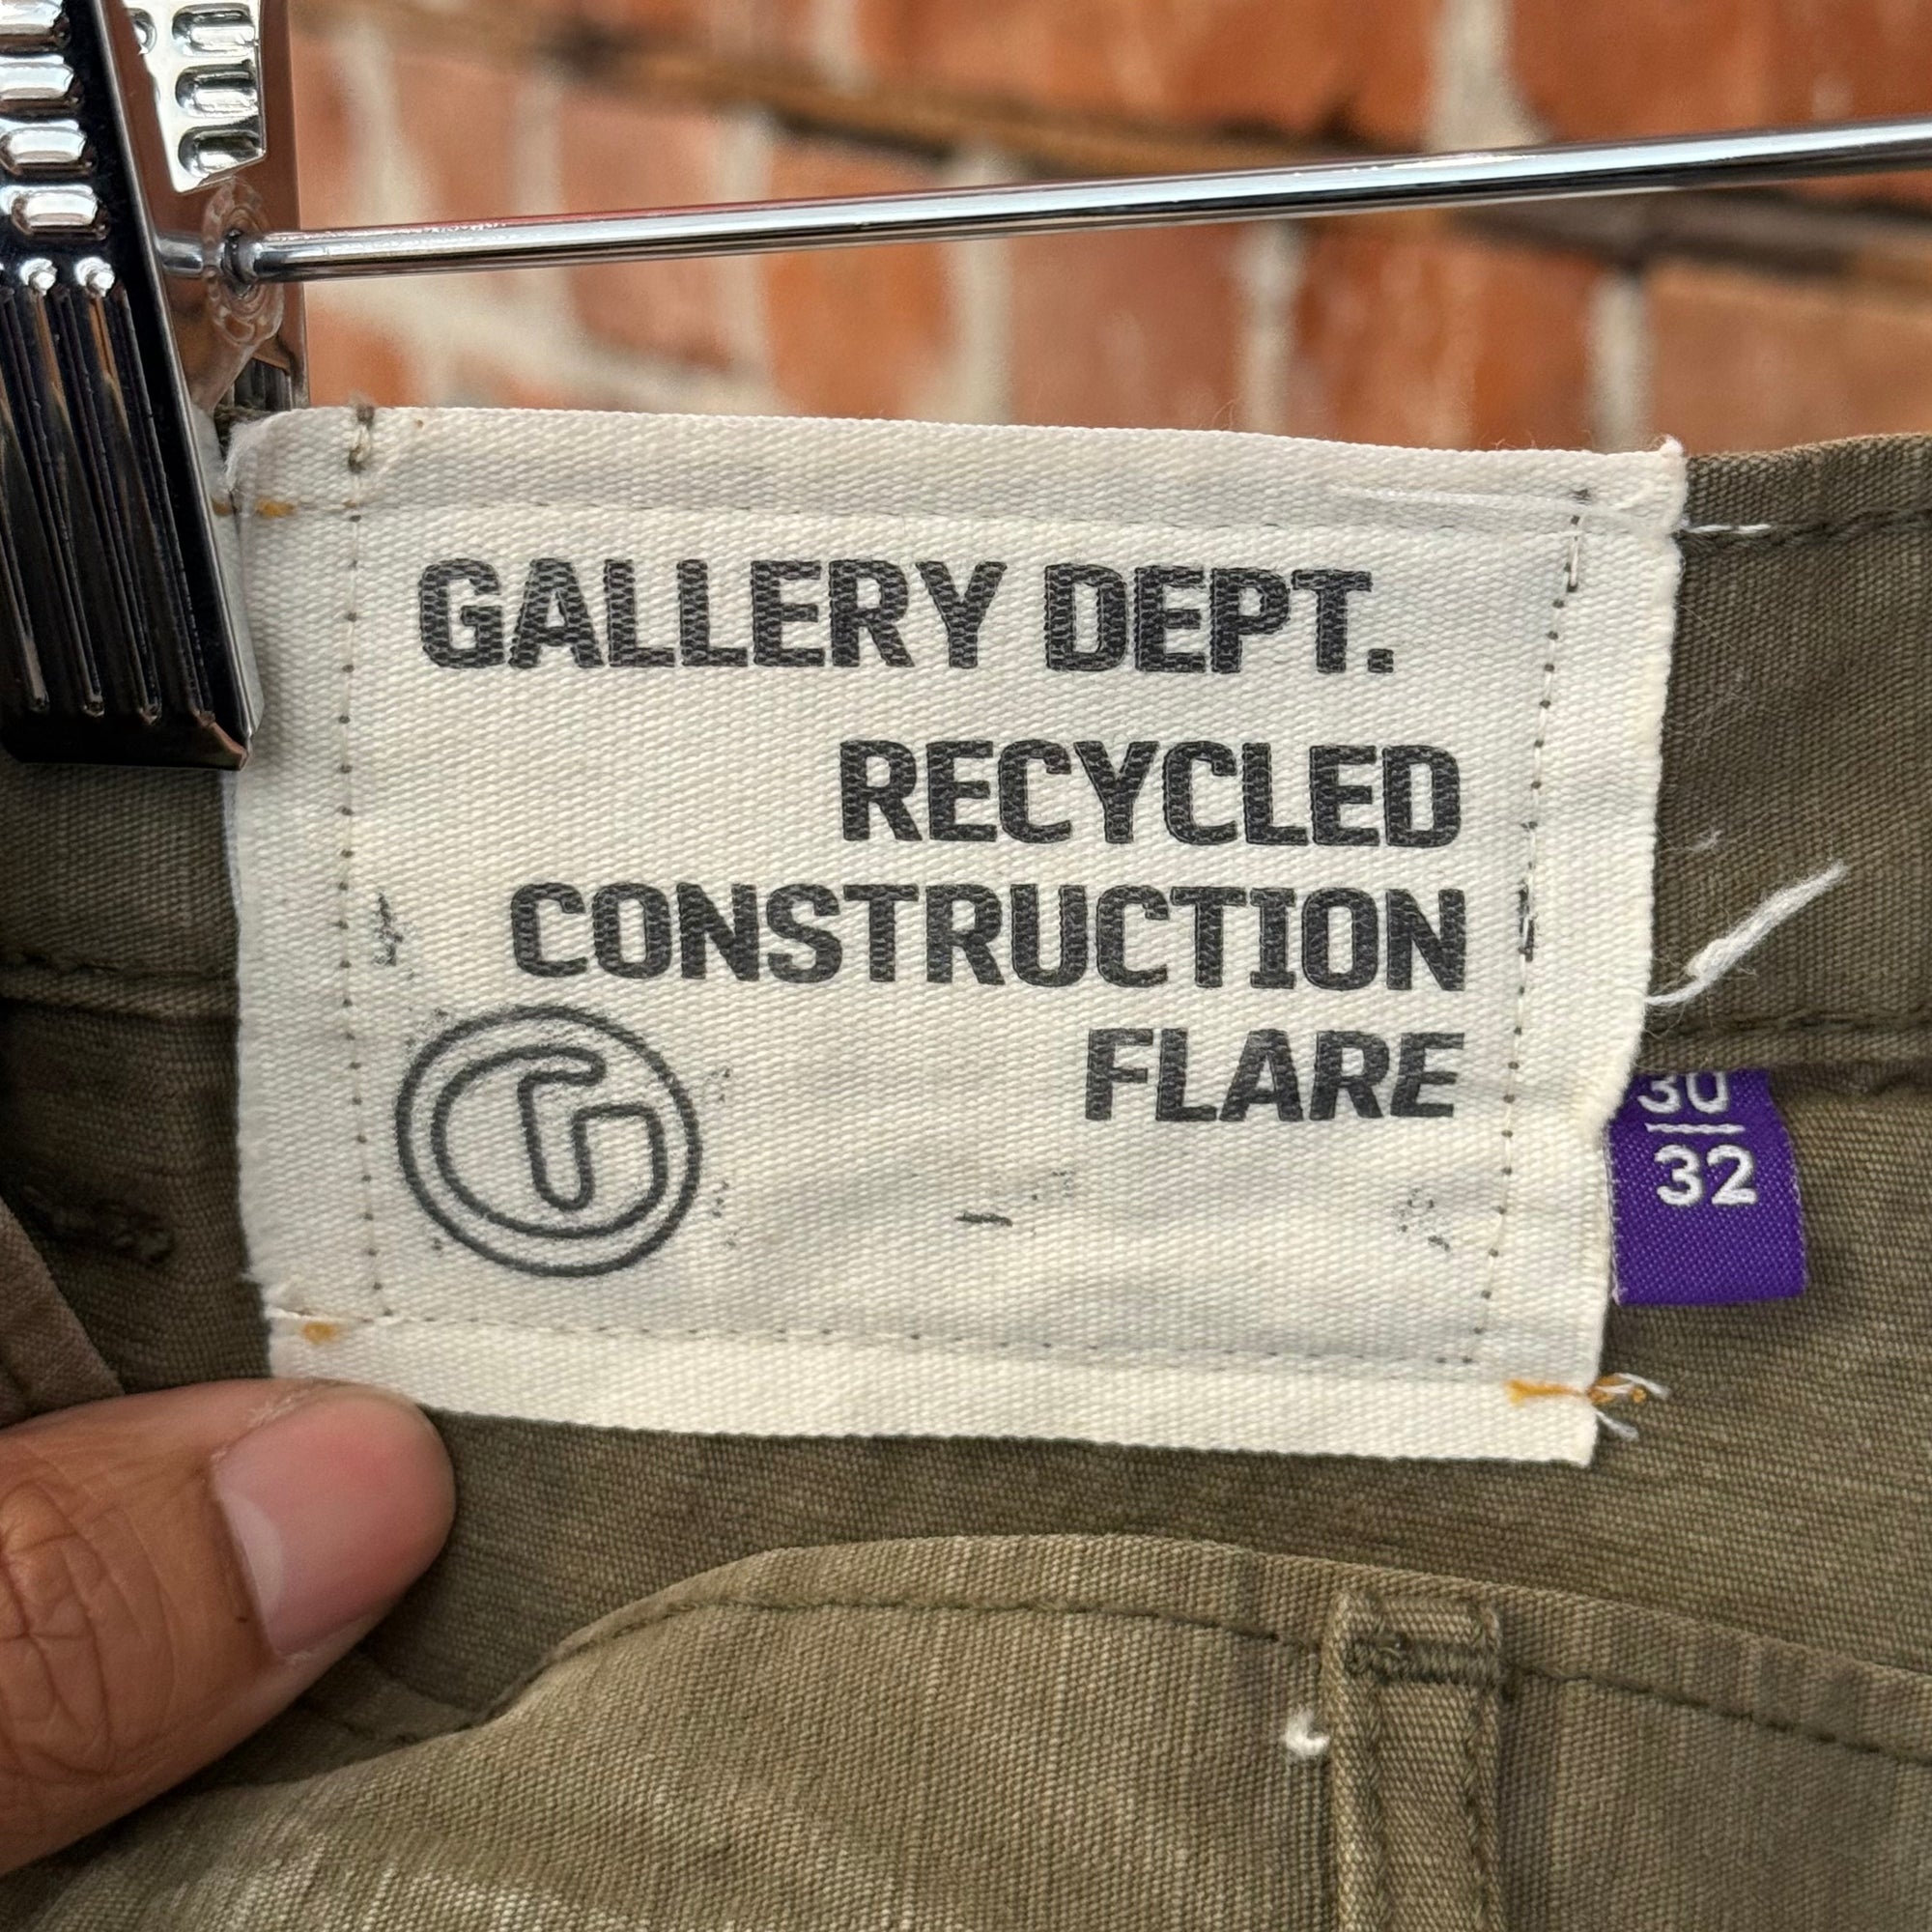 GALLERY DEPT.
RECYCLED
CONSTRUCTION
FLARE
G
30
32